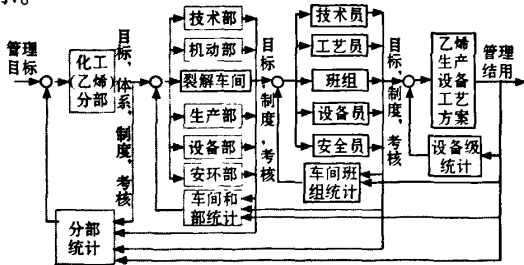 示。
管理
目标
化工
(乙烯
分部)
目标、体系、制度、考核
技术部
机动部
裂解车间
生产部
设备部
安环部
车间和
部统计
目标、制度、考核
技术员
工艺员
班组
设备员
安全员
车间班
组统计
目标、制度、考核
乙烯
生产
设备
工艺
方案
管理
结用
设备级
统计
分部
统计